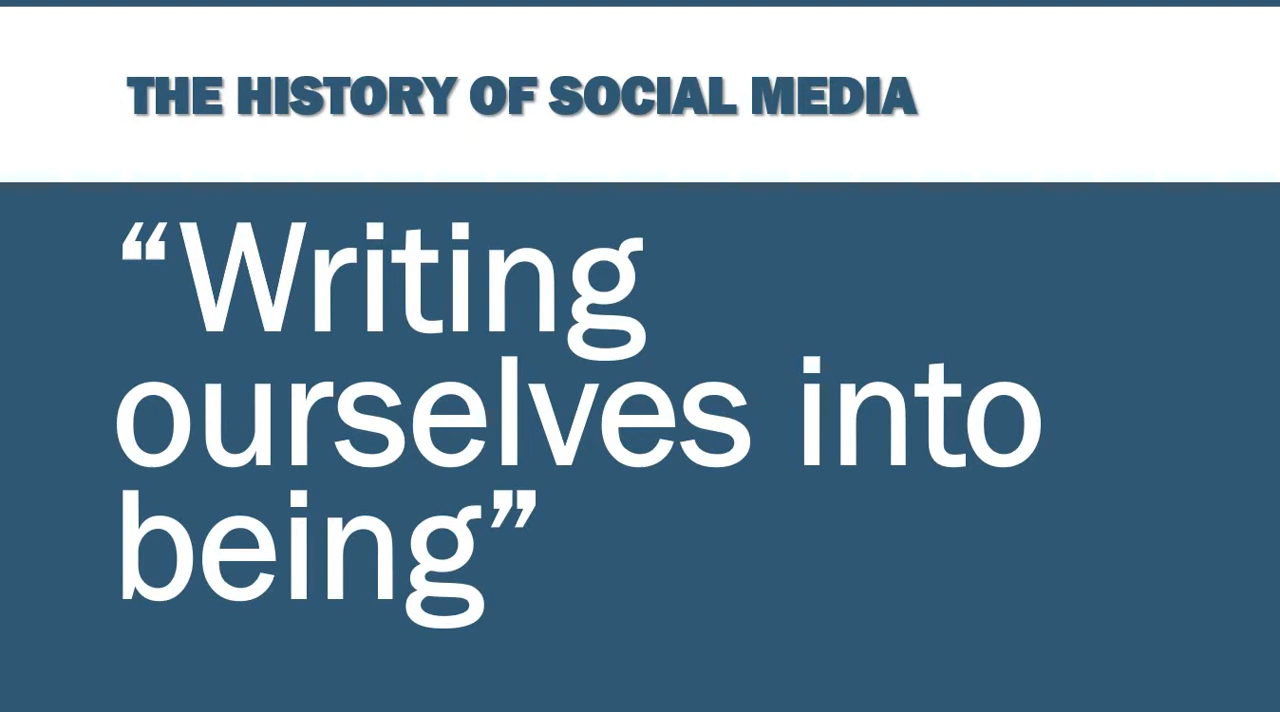 THE HISTORY OF SOCIAL MEDIA
“Writing
ourselves into
being”